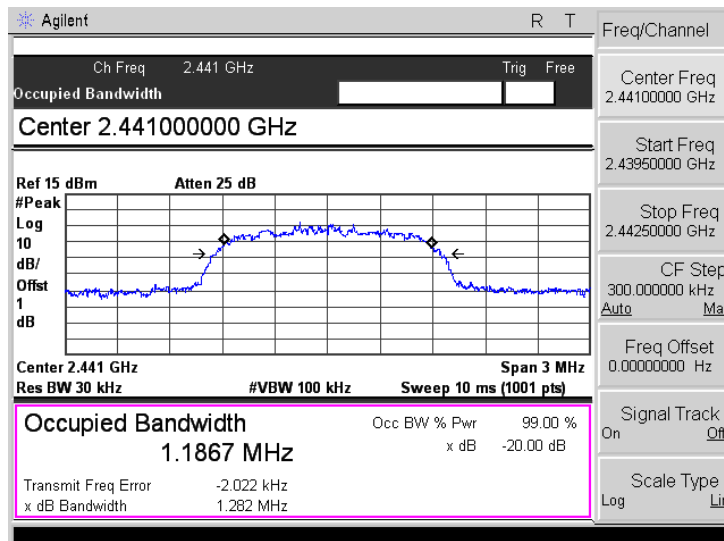 Agilent R T
Ch Freq 2.441 GHz Trig Free
Occupied Bandwidth
Center 2.441000000 GHz
Ref 15 dBm Atten 25 dB
#Peak
Log
10
dB/
Offst
1
dB
Center 2.441 GHz Span 3 MHz
Res BW 30 kHz #VBW 100 kHz Sweep 10 ms (1001 pts)
Occupied Bandwidth
1.1867 MHz
Occ BW % Pwr 99.00 %
x dB -20.00 dB
Transmit Freq Error -2.022 kHz
x dB Bandwidth 1.282 MHz
Freq/Channel
Center Freq
2.44100000 GHz
Start Freq
2.43950000 GHz
Stop Freq
2.44250000 GHz
CF Step
300.000000 kHz
Auto Ma
Freq Offset
0.00000000 Hz
Signal Track
On Off
Scale Type
Log Lin